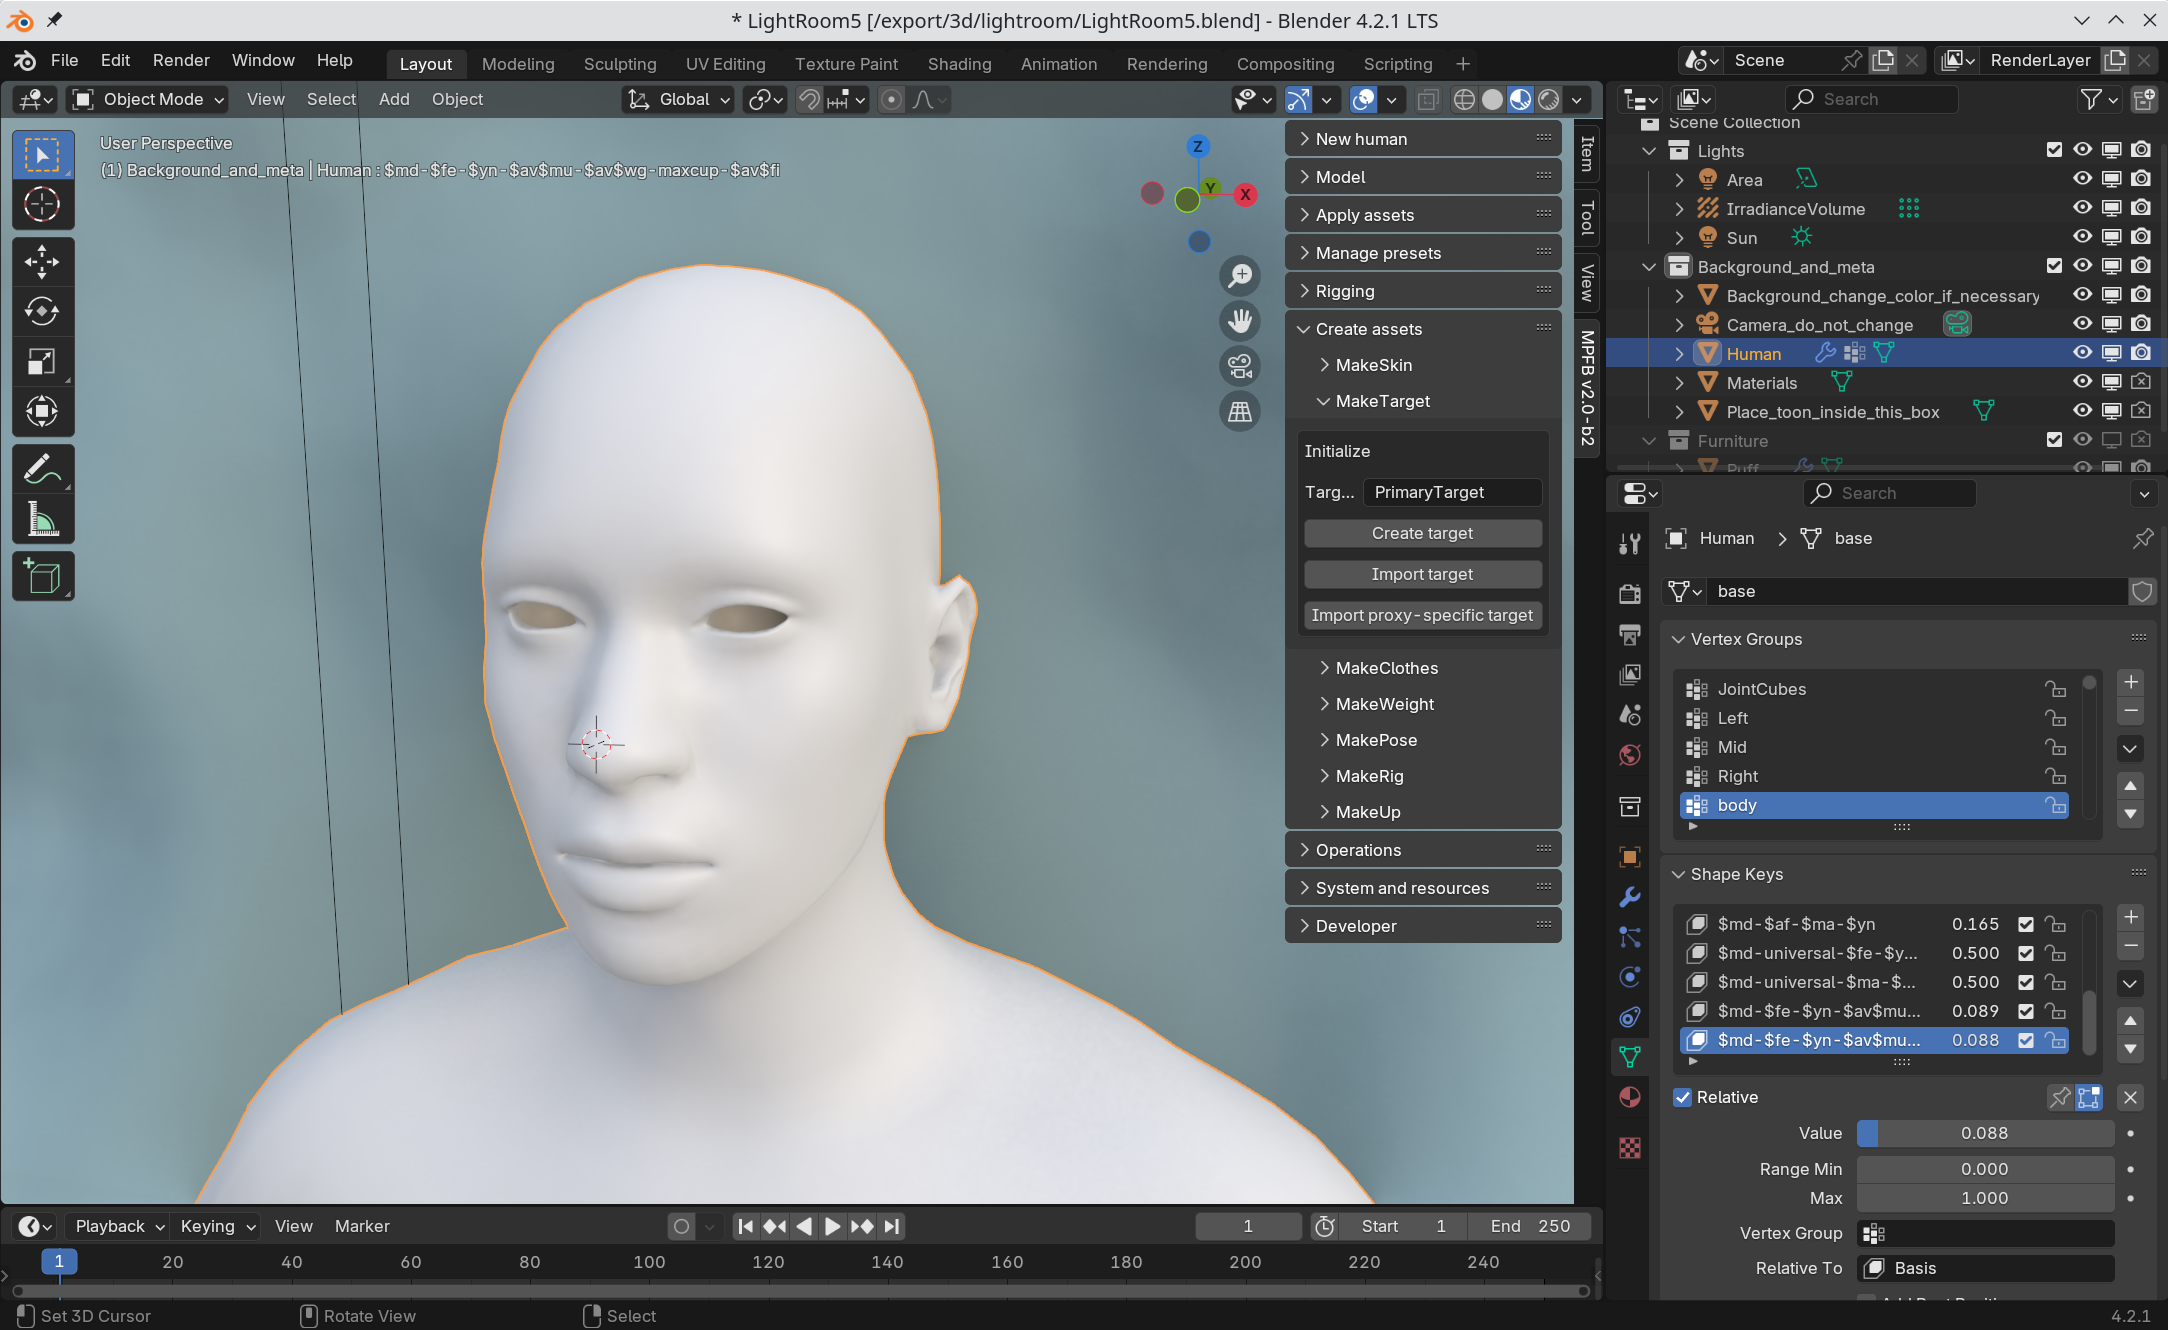 * LightRoom5 [/export/3d/lightroom/LightRoom5.blend] - Blender 4.2.1 LTS
File Edit Render Window Help Layout Modeling Sculpting UV Editing Texture Paint Shading Animation Rendering Compositing Scripting + Scene RenderLayer
Object Mode View Select Add Object Global Search
User Perspective
(1) Background_and_meta | Human : $md-$fe-$yn-$av$mu-$av$wg-maxcup-$av$fi
Z
Y
X
New human
Model
Apply assets
Manage presets
Rigging
Create assets
MakeSkin
MakeTarget
Initialize
Targ... PrimaryTarget
Create target
Import target
Import proxy-specific target
MakeClothes
MakeWeight
MakePose
MakeRig
MakeUp
Operations
System and resources
Developer
Item
Tool
View
MPFB v2.0-b2
Scene Collection
Lights
Area
IrradianceVolume
Sun
Background_and_meta
Background_change_color_if_necessary
Camera_do_not_change
Human
Materials
Place_toon_inside_this_box
Furniture
Puff
Search
Human base
base
Vertex Groups
JointCubes
Left
Mid
Right
body
Shape Keys
$md-$af-$ma-$yn 0.165
$md-universal-$fe-$y... 0.500
$md-universal-$ma-$... 0.500
$md-$fe-$yn-$av$mu... 0.089
$md-$fe-$yn-$av$mu... 0.088
Relative
Value 0.088
Range Min 0.000
Max 1.000
Vertex Group
Relative To Basis
Playback Keying View Marker 1 Start 1 End 250
1 20 40 60 80 100 120 140 160 180 200 220 240
Set 3D Cursor Rotate View Select 4.2.1